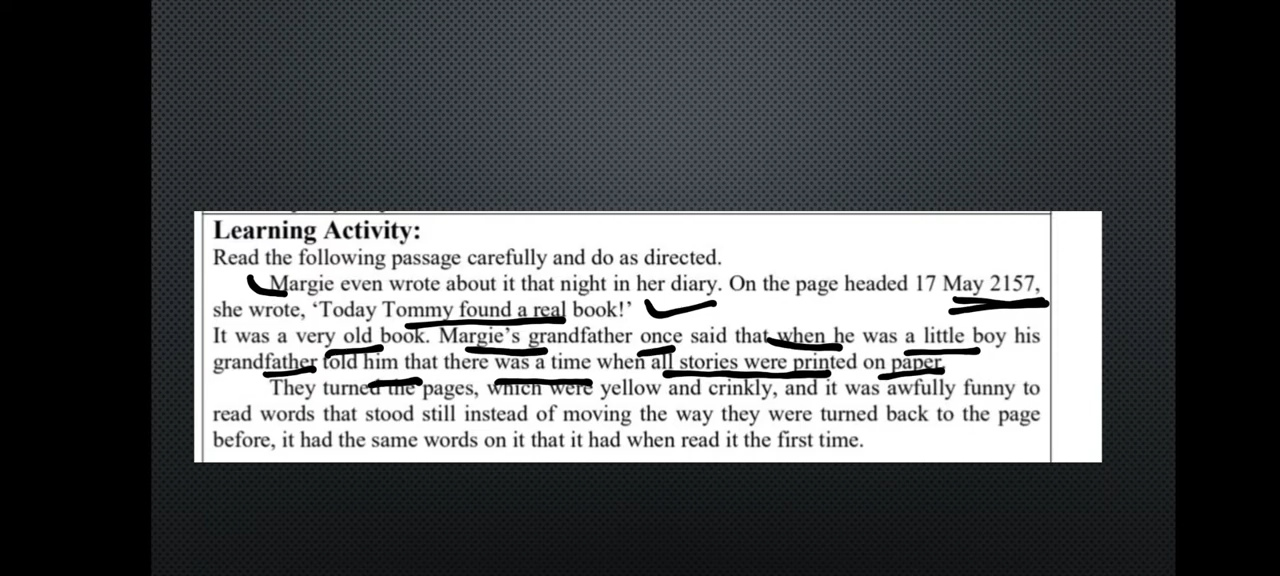 Learning Activity:
Read the following passage carefully and do as directed.
Margie even wrote about it that night in her diary. On the page headed 17 May 2157,
she wrote, ‘Today Tommy found a real book!’
It was a very old book. Margie’s grandfather once said that when he was a little boy his
grandfather told him that there was a time when all stories were printed on paper.
They turned the pages, which were yellow and crinkly, and it was awfully funny to
read words that stood still instead of moving the way they were turned back to the page
before, it had the same words on it that it had when read it the first time.